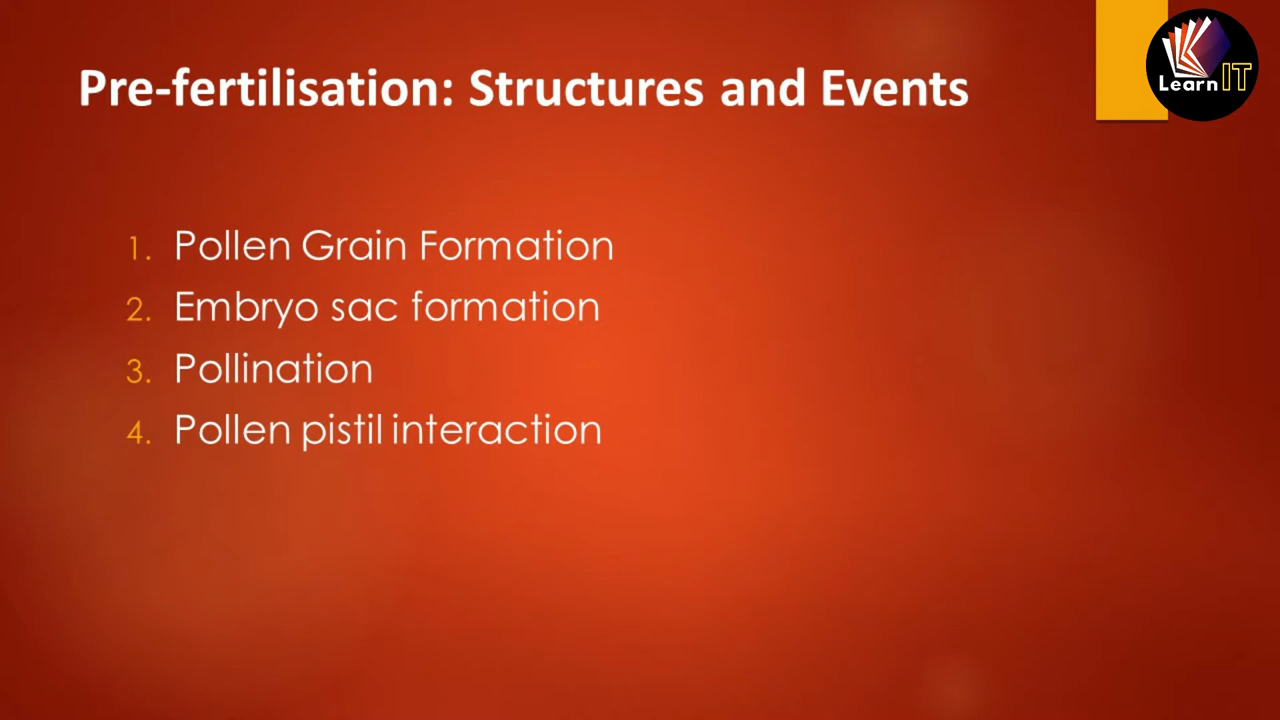 Pre-fertilisation: Structures and Events
Learn IT
1. Pollen Grain Formation
2. Embryo sac formation
3. Pollination
4. Pollen pistil interaction